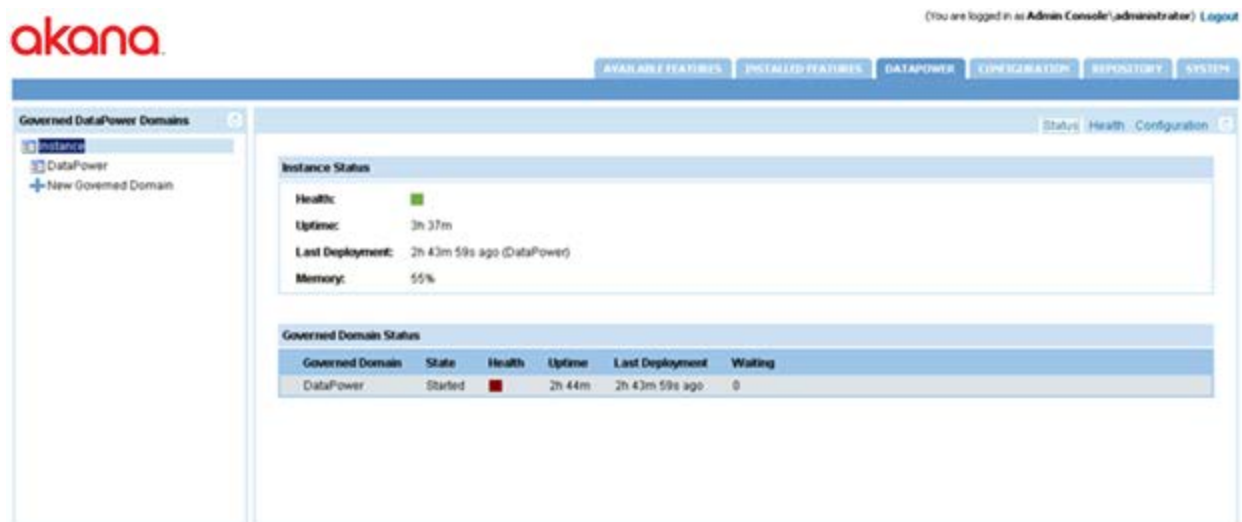 (You are logged in as Admin Console\administrator) Logout
akana
AVAILABLE FEATURES INSTALLED FEATURES DATAPOWER CONFIGURATION REPOSITORY SYSTEM
Governed DataPower Domains
Status Health Configuration
Instance
DataPower
New Governed Domain
Instance Status
Health:
Uptime: 3h 37m
Last Deployment: 2h 43m 59s ago (DataPower)
Memory: 55%
Governed Domain Status
Governed Domain State Health Uptime Last Deployment Waiting
DataPower Started 2h 44m 2h 43m 59s ago 0